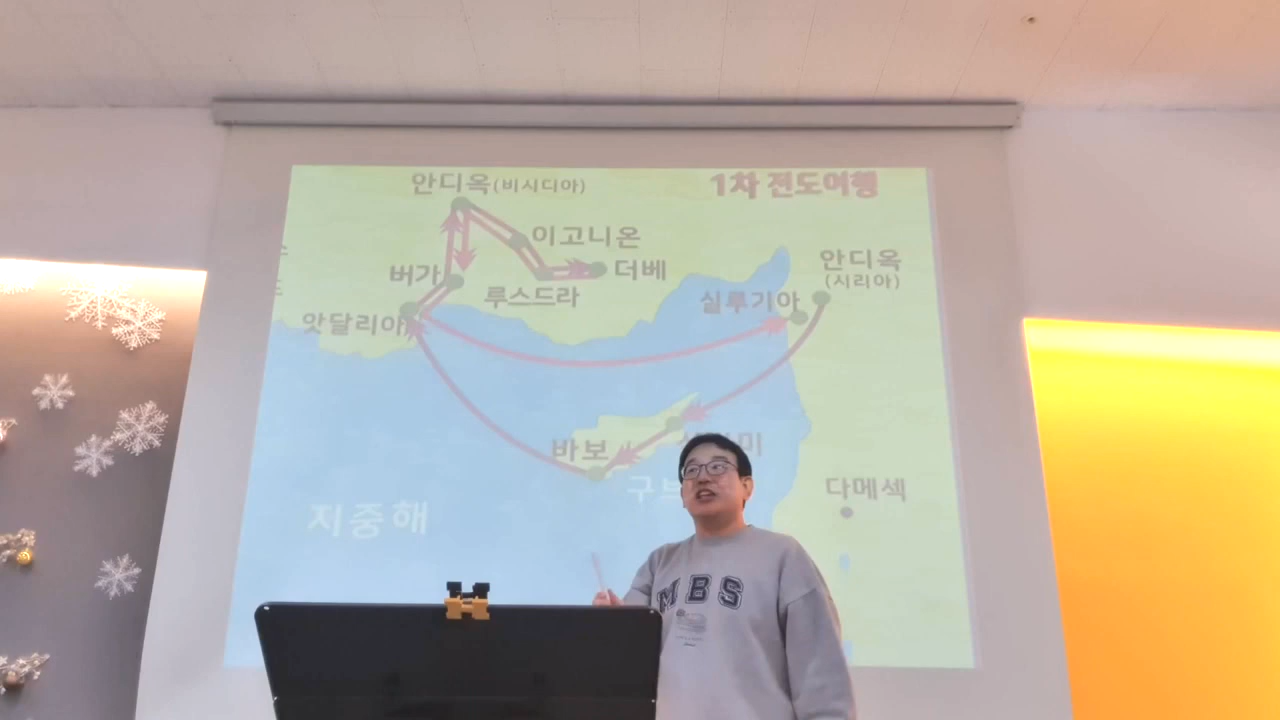 안디옥(비시디아)
1차 전도여행
이고니온
안디옥
(시리아)
버가
더베
루스드라
실루기아
앗달리아
바보
다메섹
지중해
MBS